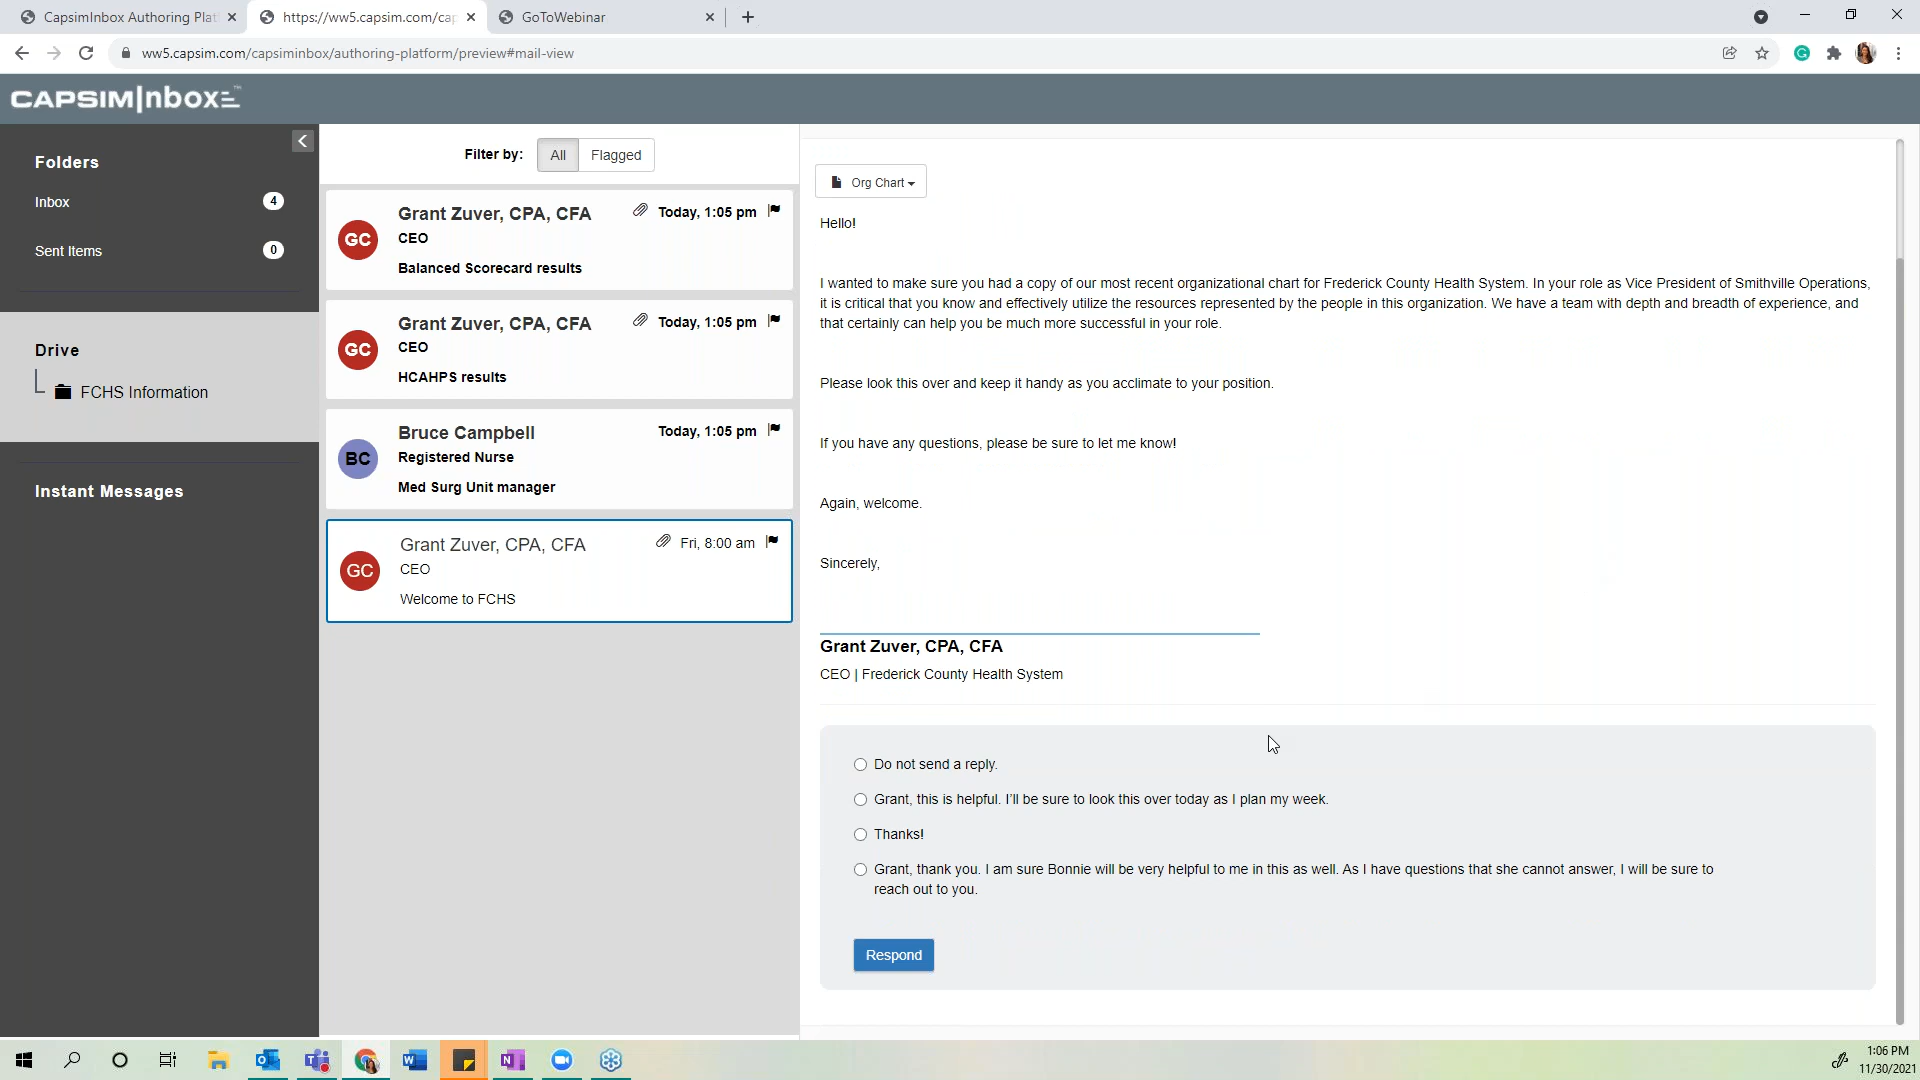 CapsimInbox Authoring Plat
https://ww5.capsim.com/cap
GoToWebinar
ww5.capsim.com/capsiminbox/authoring-platform/preview#mail-view
CAPSIMInbox
Folders
Inbox
4
Sent Items
0
Drive
FCHS Information
Instant Messages
Filter by:
All
Flagged
GC
Grant Zuver, CPA, CFA
Today, 1:05 pm
CEO
Balanced Scorecard results
GC
Grant Zuver, CPA, CFA
Today, 1:05 pm
CEO
HCAHPS results
BC
Bruce Campbell
Today, 1:05 pm
Registered Nurse
Med Surg Unit manager
GC
Grant Zuver, CPA, CFA
Fri, 8:00 am
CEO
Welcome to FCHS
Org Chart
Hello!
I wanted to make sure you had a copy of our most recent organizational chart for Frederick County Health System. In your role as Vice President of Smithville Operations,
it is critical that you know and effectively utilize the resources represented by the people in this organization. We have a team with depth and breadth of experience, and
that certainly can help you be much more successful in your role.
Please look this over and keep it handy as you acclimate to your position.
If you have any questions, please be sure to let me know!
Again, welcome.
Sincerely,
Grant Zuver, CPA, CFA
CEO | Frederick County Health System
Do not send a reply.
Grant, this is helpful. I'll be sure to look this over today as I plan my week.
Thanks!
Grant, thank you. I am sure Bonnie will be very helpful to me in this as well. As I have questions that she cannot answer, I will be sure to
reach out to you.
Respond
1:06 PM
11/30/2021